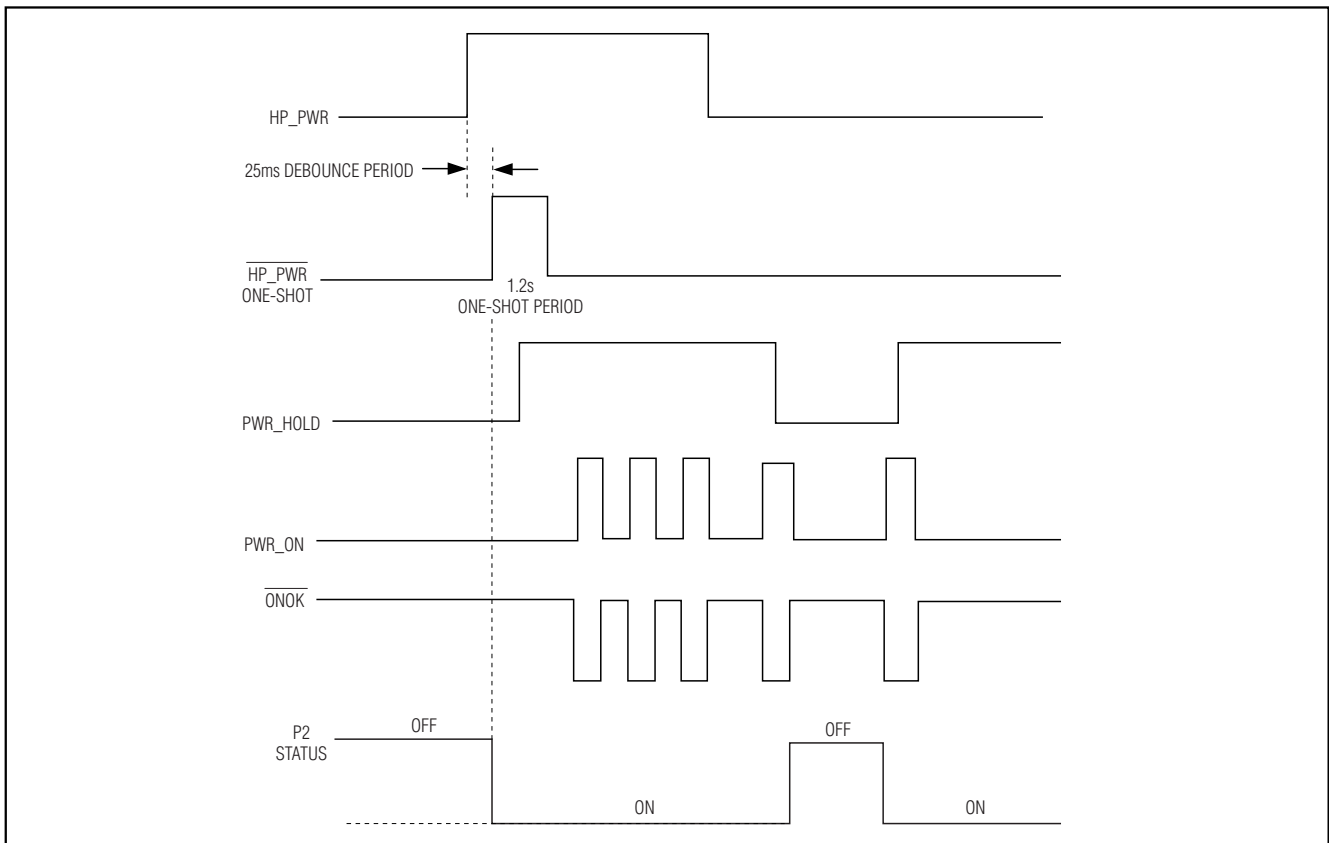 HP_PWR
25ms DEBOUNCE PERIOD
HP_PWR
ONE-SHOT
1.2s
ONE-SHOT PERIOD
PWR_HOLD
PWR_ON
ONOK
P2
STATUS
OFF
OFF
ON
ON